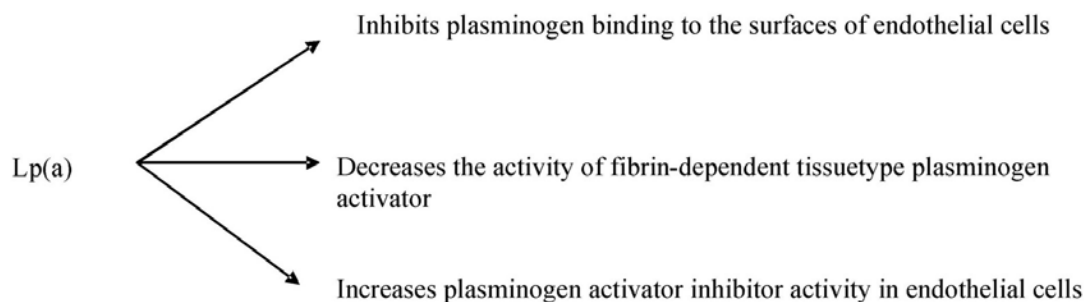 Inhibits plasminogen binding to the surfaces of endothelial cells
Lp(a)
Decreases the activity of fibrin-dependent tissuetype plasminogen
activator
Increases plasminogen activator inhibitor activity in endothelial cells